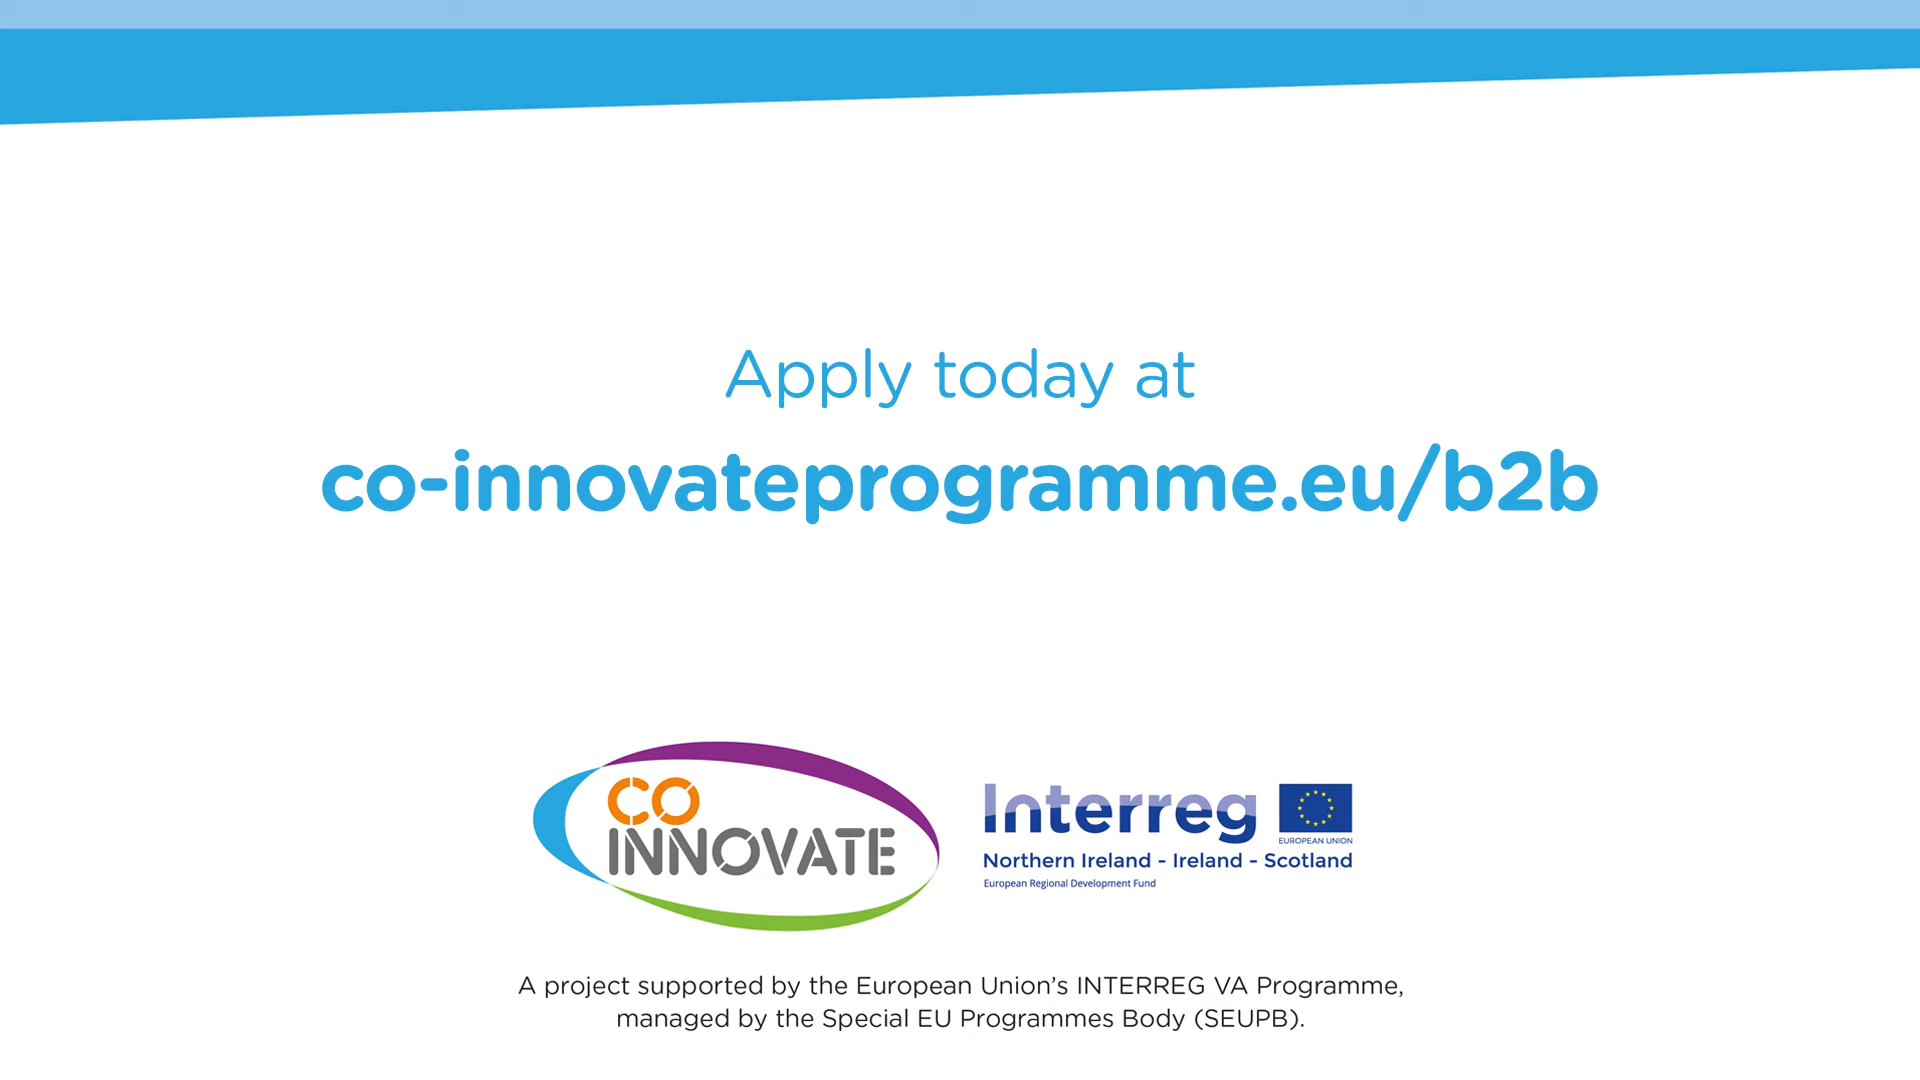 Apply today at
co-innovateprogramme.eu/b2b
CO
INNOVATE
Interreg
EUROPEAN UNION
Northern Ireland - Ireland - Scotland
European Regional Development Fund
A project supported by the European Union’s INTERREG VA Programme,
managed by the Special EU Programmes Body (SEUPB).